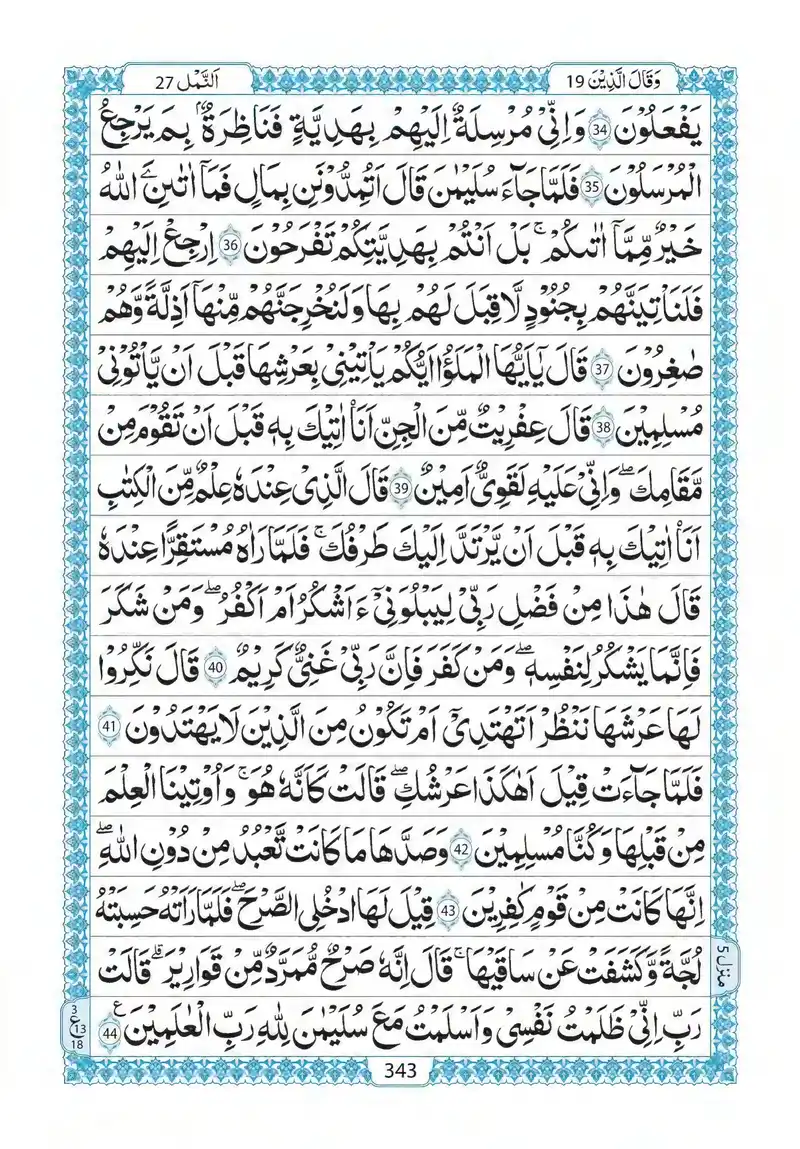 وَقَالَ الَّذِیْنَ 19
اَلنَّمْل 27
یَفْعَلُوْنَ 34 وَ اِنِّیْ مُرْسِلَةٌ اِلَیْهِمْ بِهَدِیَّةٍ فَنٰظِرَةٌۢ بِمَ یَرْجِعُ
الْمُرْسَلُوْنَ 35 فَلَمَّا جَآءَ سُلَیْمٰنَ قَالَ اَتُمِدُّوْنَنِ بِمَالٍ فَمَاۤ اٰتٰىنِ یَ اللّٰهُ
خَیْرٌ مِّمَّاۤ اٰتٰىكُمْ ۚ بَلْ اَنْتُمْ بِهَدِیَّتِكُمْ تَفْرَحُوْنَ 36 اِرْجِعْ اِلَیْهِمْ
فَلَنَاْتِیَنَّهُمْ بِجُنُوْدٍ لَّا قِبَلَ لَهُمْ بِهَا وَ لَنُخْرِجَنَّهُمْ مِّنْهَاۤ اَذِلَّةً وَّ هُمْ
صٰغِرُوْنَ 37 قَالَ یٰۤاَیُّهَا الْمَلَؤُا اَیُّكُمْ یَاْتِیْنِیْ بِعَرْشِهَا قَبْلَ اَنْ یَّاْتُوْنِیْ
مُسْلِمِیْنَ 38 قَالَ عِفْرِیْتٌ مِّنَ الْجِنِّ اَنَا اٰتِیْكَ بِهٖ قَبْلَ اَنْ تَقُوْمَ مِنْ
مَّقَامِكَ ۖ وَ اِنِّیْ عَلَیْهِ لَقَوِیٌّ اَمِیْنٌ 39 قَالَ الَّذِیْ عِنْدَهٗ عِلْمٌ مِّنَ الْكِتٰبِ
اَنَا اٰتِیْكَ بِهٖ قَبْلَ اَنْ یَّرْتَدَّ اِلَیْكَ طَرْفُكَ ۚ فَلَمَّا رَاٰهُ مُسْتَقِرًّا عِنْدَهٗ
قَالَ هٰذَا مِنْ فَضْلِ رَبِّیْ لِیَبْلُوَنِیْۤ ءَاَشْكُرُ اَمْ اَكْفُرُ ۖ وَ مَنْ شَكَرَ
فَاِنَّمَا یَشْكُرُ لِنَفْسِهٖ ۖ وَ مَنْ كَفَرَ فَاِنَّ رَبِّیْ غَنِیٌّ كَرِیْمٌ 40 قَالَ نَكِّرُوْا
لَهَا عَرْشَهَا نَنْظُرْ اَتَهْتَدِیْۤ اَمْ تَكُوْنُ مِنَ الَّذِیْنَ لَا یَهْتَدُوْنَ 41
فَلَمَّا جَآءَتْ قِیْلَ اَهٰكَذَا عَرْشُكِ ۖ قَالَتْ كَاَنَّهٗ هُوَ ۚ وَ اُوْتِیْنَا الْعِلْمَ
مِنْ قَبْلِهَا وَ كُنَّا مُسْلِمِیْنَ 42 وَ صَدَّهَا مَا كَانَتْ تَّعْبُدُ مِنْ دُوْنِ اللّٰهِ ۖ
اِنَّهَا كَانَتْ مِنْ قَوْمٍ كٰفِرِیْنَ 43 قِیْلَ لَهَا ادْخُلِی الصَّرْحَ ۖ فَلَمَّا رَاَتْهُ حَسِبَتْهُ
لُجَّةً وَّ كَشَفَتْ عَنْ سَاقَیْهَا ۚ قَالَ اِنَّهٗ صَرْحٌ مُّمَرَّدٌ مِّنْ قَوَارِیْرَ ۬ؕ قَالَتْ
رَبِّ اِنِّیْ ظَلَمْتُ نَفْسِیْ وَ اَسْلَمْتُ مَعَ سُلَیْمٰنَ لِلّٰهِ رَبِّ الْعٰلَمِیْنَ 44 ع
منزل 5
3
ع 13
18
343